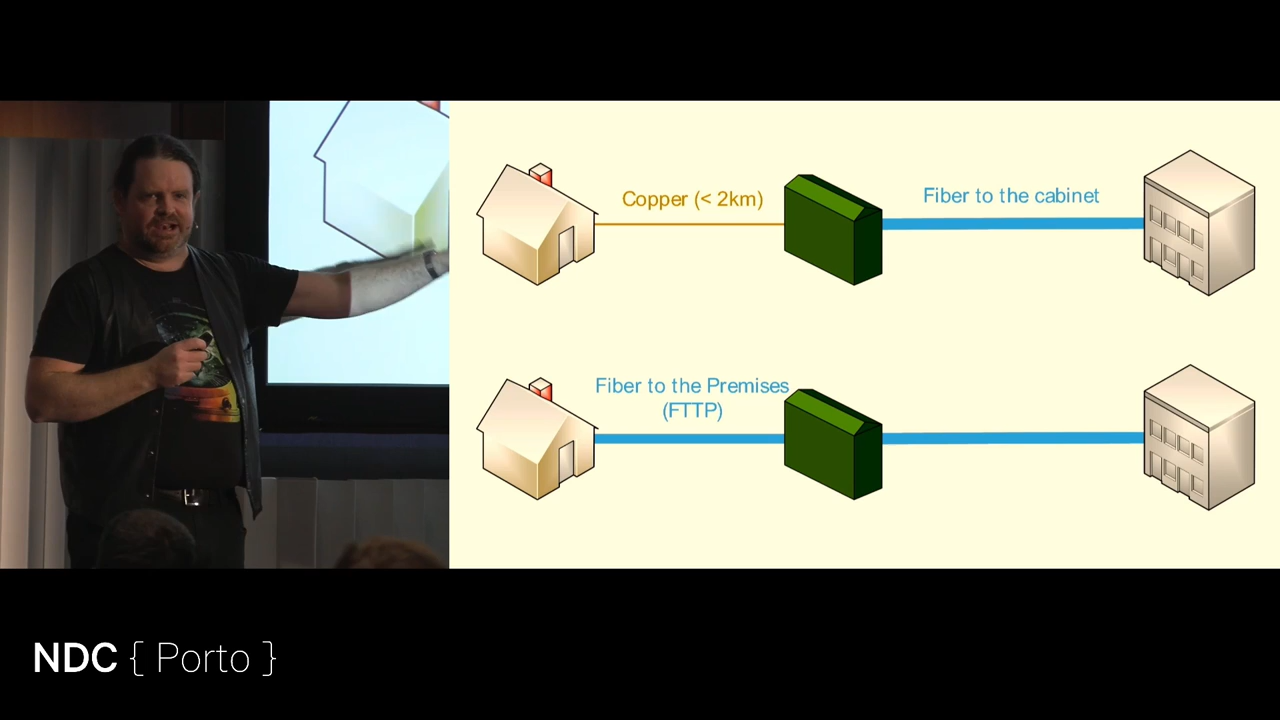 Copper (< 2km)
Fiber to the cabinet
Fiber to the Premises
(FTTP)
NDC { Porto }